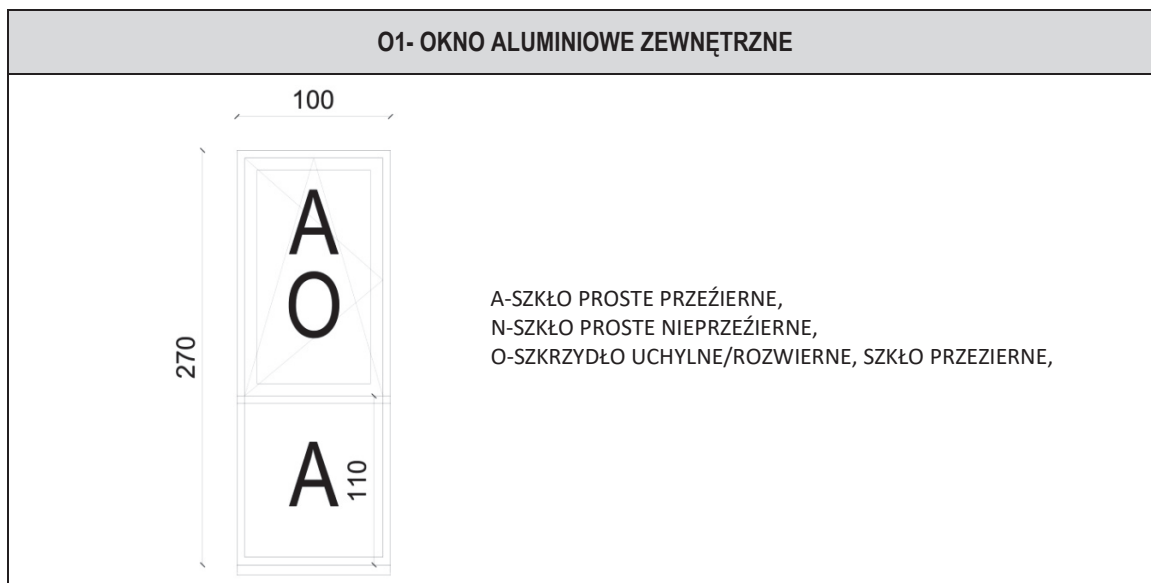 O1- OKNO ALUMINIOWE ZEWNĘTRZNE
100
A
O
270
A
110
A-SZKŁO PROSTE PRZEŹIERNE,
N-SZKŁO PROSTE NIEPRZEŹIERNE,
O-SZKRZYDŁO UCHYLNE/ROZWIERNE, SZKŁO PRZEZIERNE,